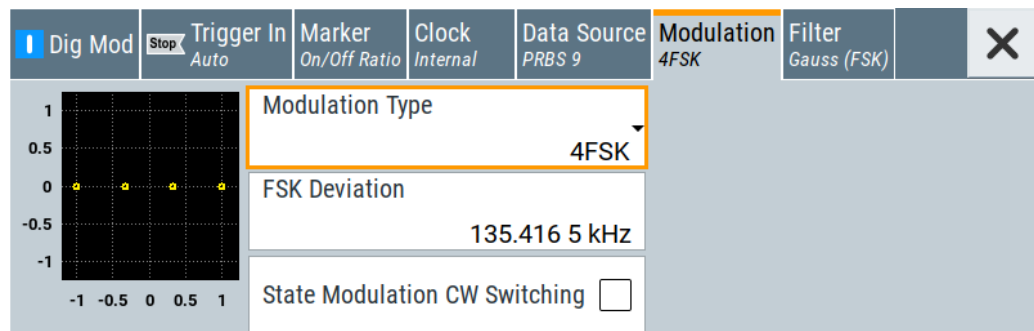 Dig Mod
Stop
Trigger In
Auto
Marker
On/Off Ratio
Clock
Internal
Data Source
PRBS 9
Modulation
4FSK
Filter
Gauss (FSK)
1
0.5
0
-0.5
-1
-1 -0.5 0 0.5 1
Modulation Type
4FSK
FSK Deviation
135.416 5 kHz
State Modulation CW Switching